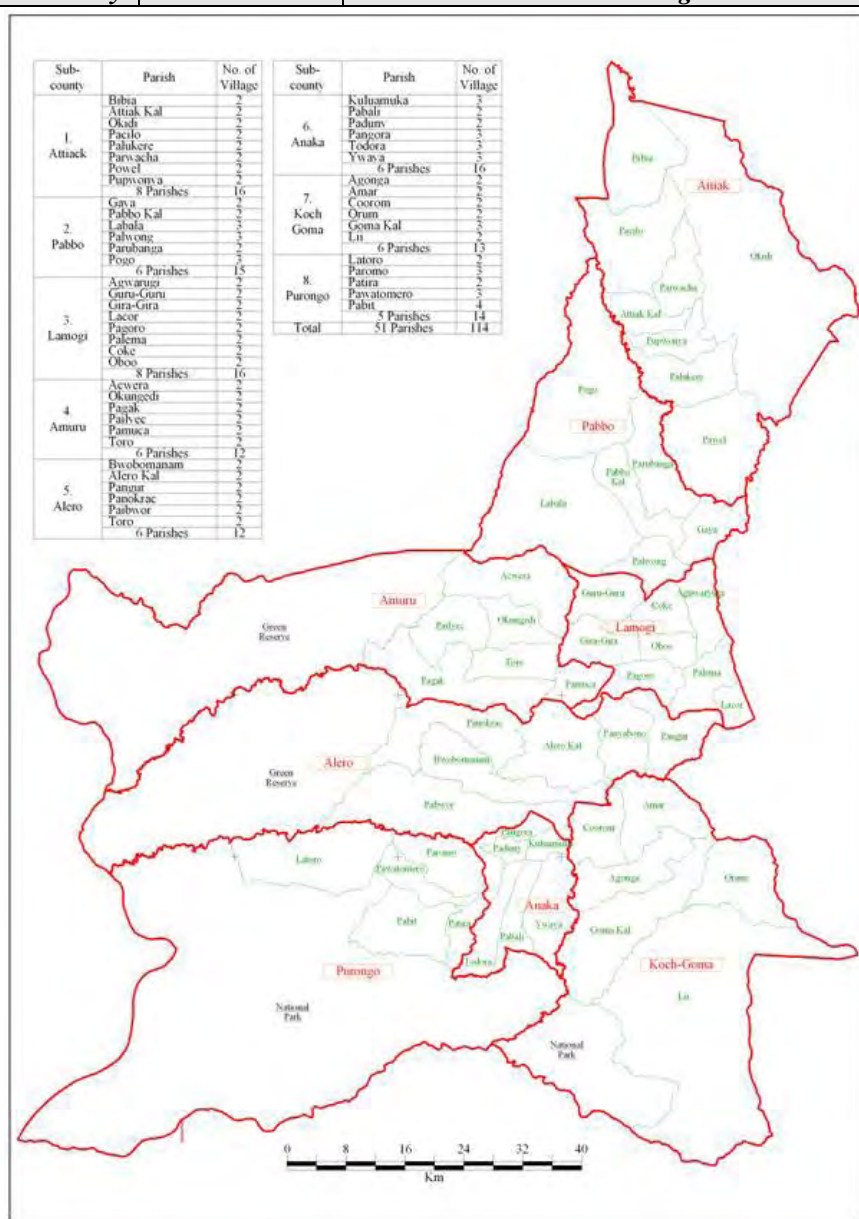 Sub-county Parish No. of Village
1. Attiack
Bibia 2
Attiak Kal 2
Okidi 2
Pacilo 2
Palukere 2
Parwacha 2
Powel 2
Pupwonya 2
8 Parishes 16
2. Pabbo
Gaya 2
Pabbo Kal 2
Labala 3
Palwong 3
Parubanga 2
Pogo 3
6 Parishes 15
3. Lamogi
Agwarugi 2
Guru-Guru 2
Gira-Gira 2
Lacor 2
Pagoro 2
Palema 2
Coke 2
Oboo 2
8 Parishes 16
4. Amuru
Acwera 2
Okungedi 2
Pagak 2
Pailyec 2
Pamuca 2
Toro 2
6 Parishes 12
5. Alero
Bwobomanam 2
Alero Kal 2
Pangur 2
Panokrac 2
Paibwor 2
Toro 2
6 Parishes 12
Sub-county Parish No. of Village
6. Anaka
Kuluamuka 3
Pabali 2
Paduny 2
Pangora 3
Todora 3
Ywaya 3
6 Parishes 16
7. Koch Goma
Agonga 2
Amar 2
Coorom 2
Orum 2
Goma Kal 3
Lii 2
6 Parishes 13
8. Purongo
Latoro 2
Paromo 3
Patira 2
Pawatomero 3
Pabit 4
5 Parishes 14
Total 51 Parishes 114
Bibia
Atiak
Pacilo
Okidi
Parwacha
Attiak Kal
Pupwonya
Palukere
Pogo
Pabbo
Pawel
Parubanga
Pabbo Kal
Labala
Gaya
Palwong
Acwera
Guru-Guru
Coke
Amuru
Green Reserve
Pailyec
Okungedi
Lamogi
Gira-Gira
Oboo
Toro
Pagak
Pamuca
Pagoro
Palema
Lacor
Panokrac
Alero
Alero Kal
Panyabono
Pangur
Bwobomanam
Green Reserve
Paibwor
Amar
Coorom
Pangora
Paduny
Latoro
Paromo
Pawatomero
Agonga
Orum
Anaka
Pabit
Patira
Ywaya
Goma Kal
Pabali
Todora
Purongo
Koch-Goma
Lii
National Park
National Park
0 8 16 24 32 40
Km